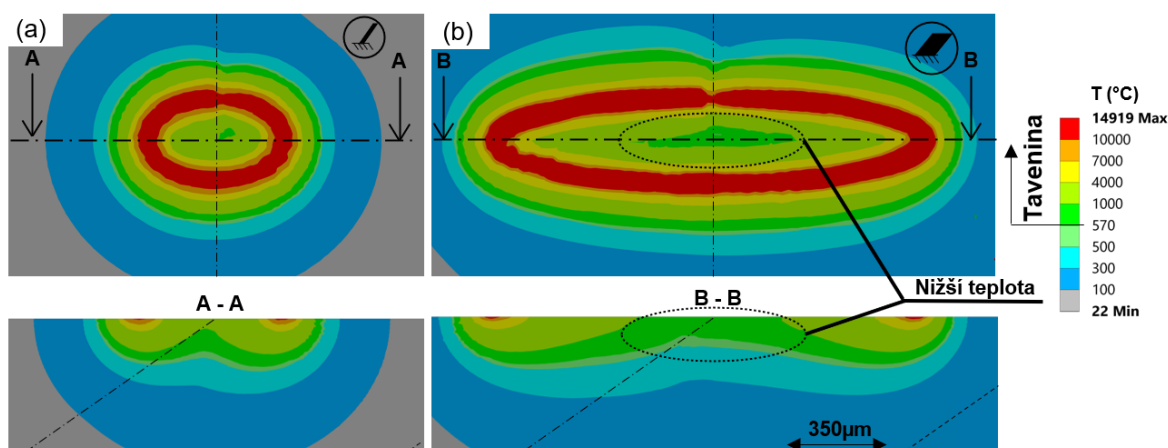 (a)
(b)
A
A
B
B
T (°C)
14919 Max
10000
7000
4000
1000
570
500
300
100
22 Min
Tavenina
Nižší teplota
A - A
B - B
350µm